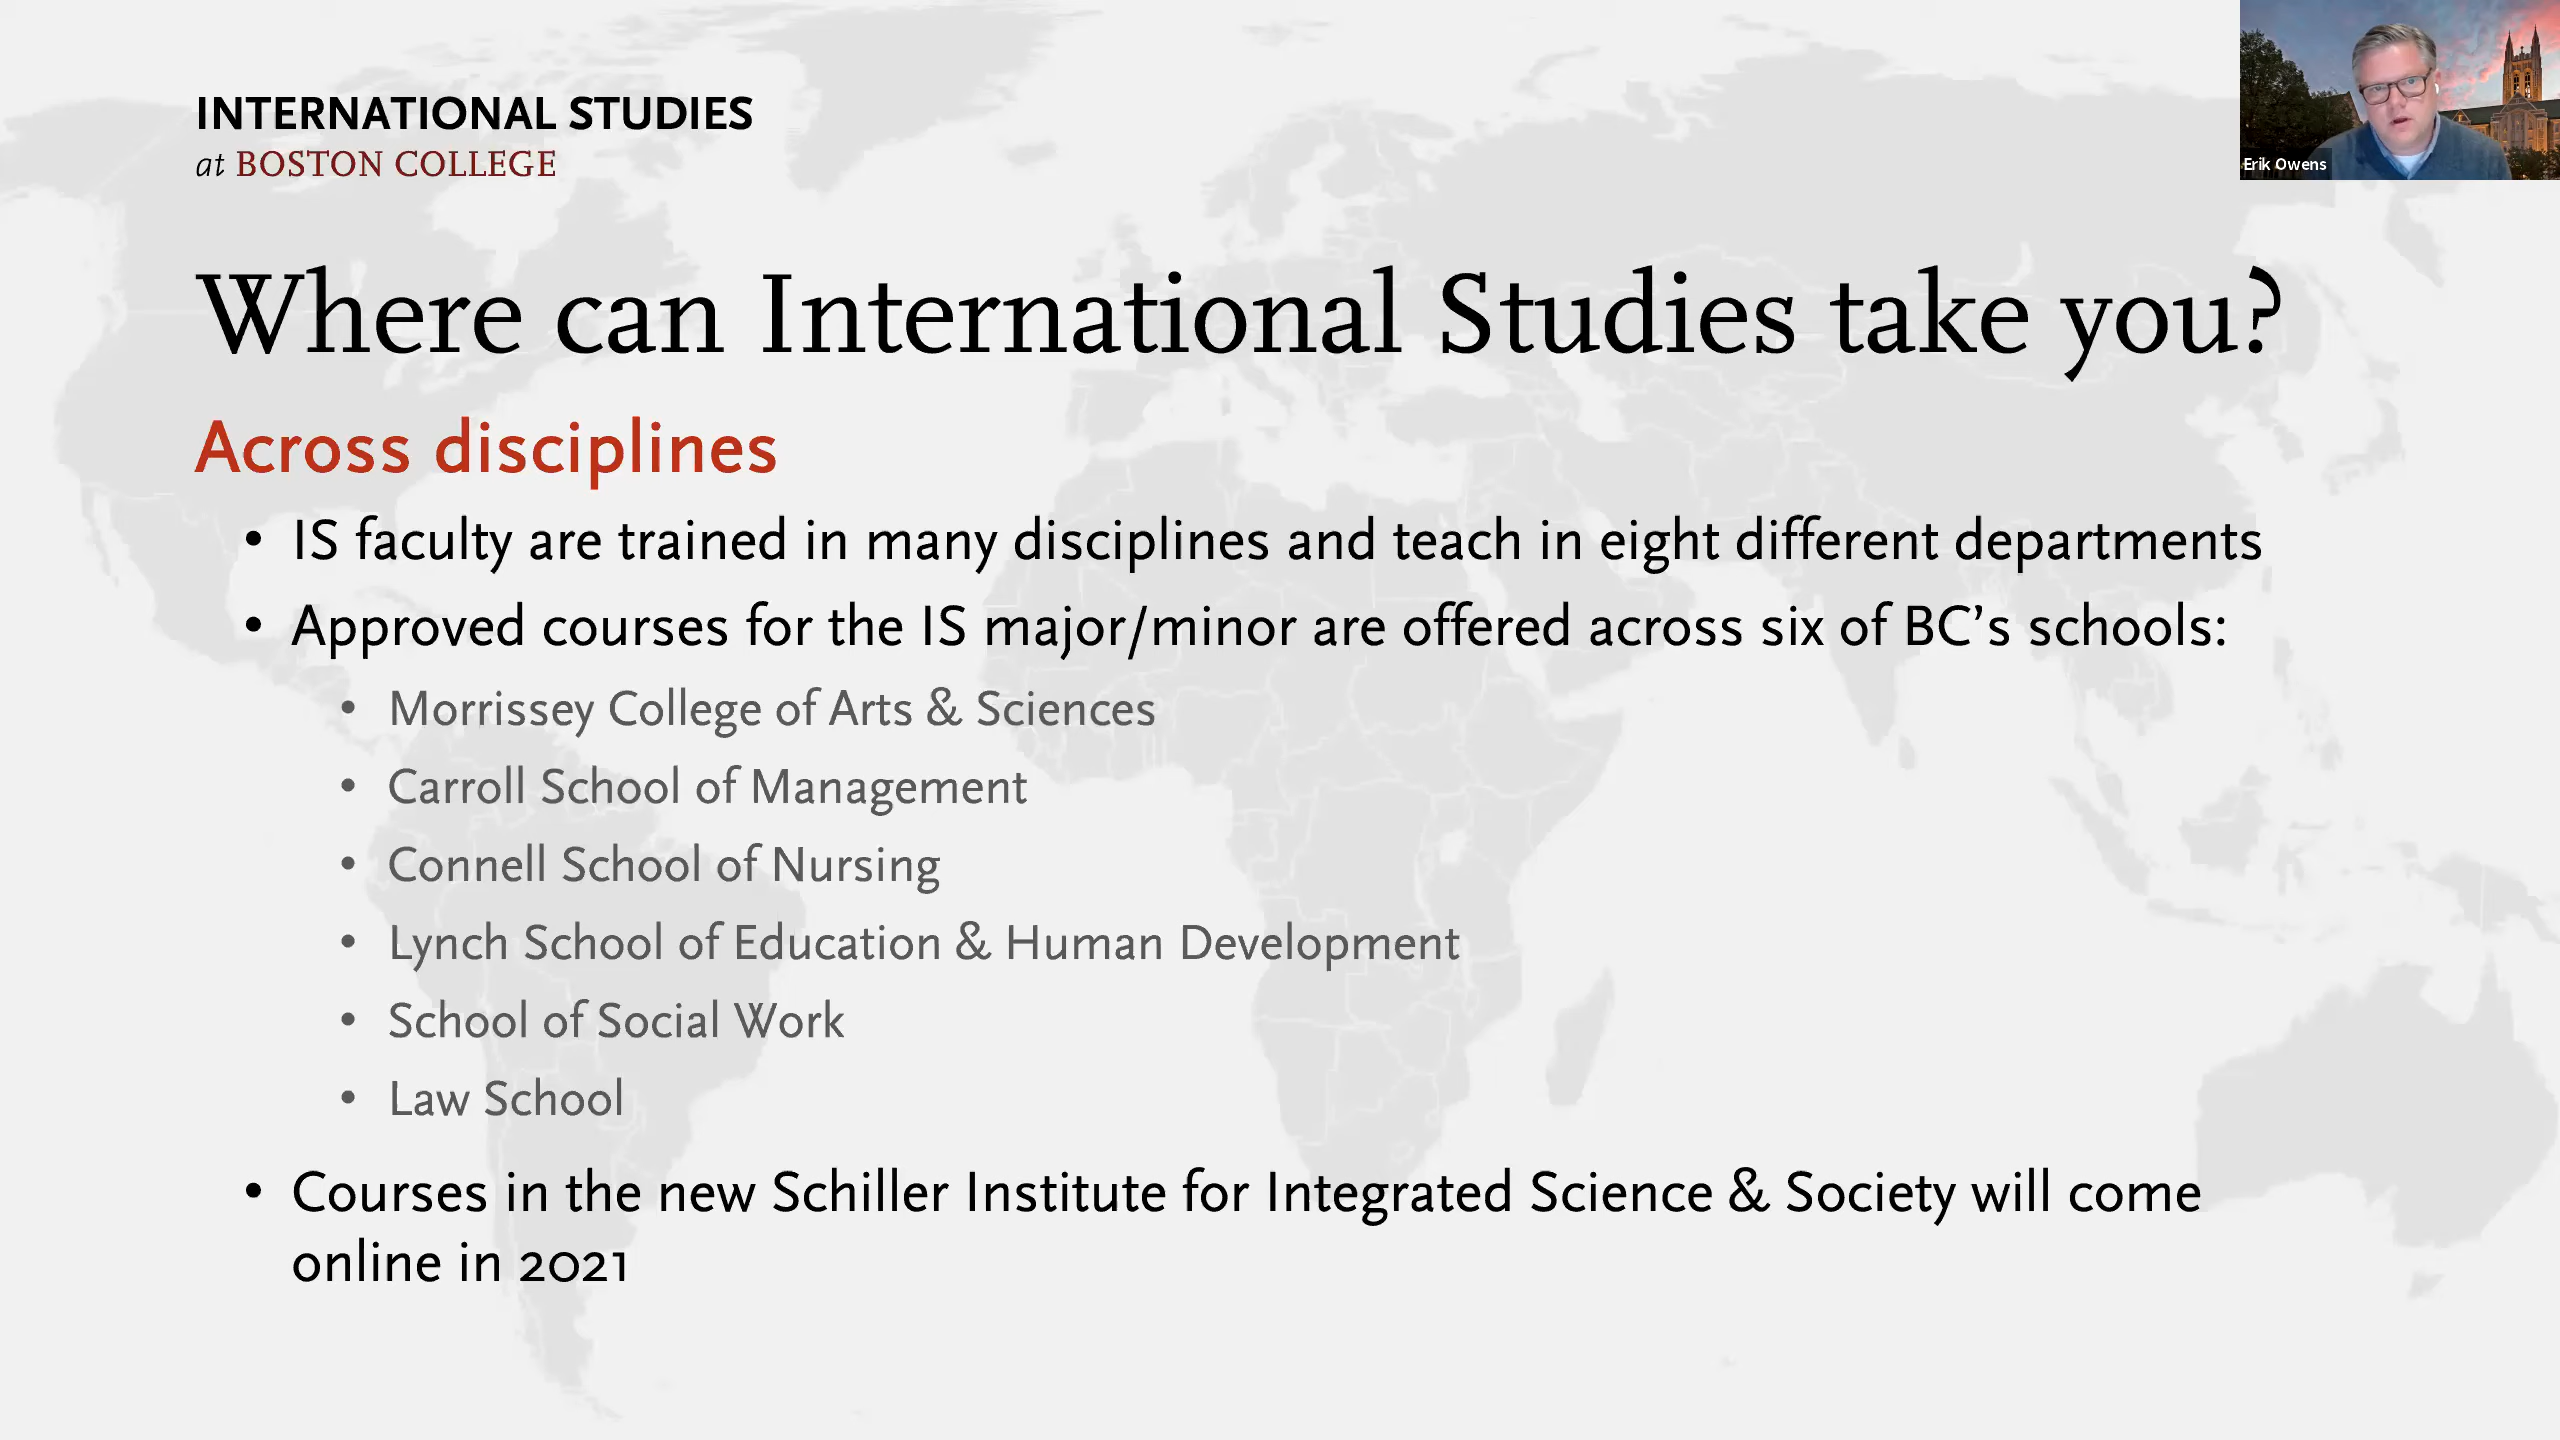 INTERNATIONAL STUDIES
at BOSTON COLLEGE
Erik Owens
Where can International Studies take you?
Across disciplines
• IS faculty are trained in many disciplines and teach in eight different departments
• Approved courses for the IS major/minor are offered across six of BC’s schools:
• Morrissey College of Arts & Sciences
• Carroll School of Management
• Connell School of Nursing
• Lynch School of Education & Human Development
• School of Social Work
• Law School
• Courses in the new Schiller Institute for Integrated Science & Society will come
online in 2021